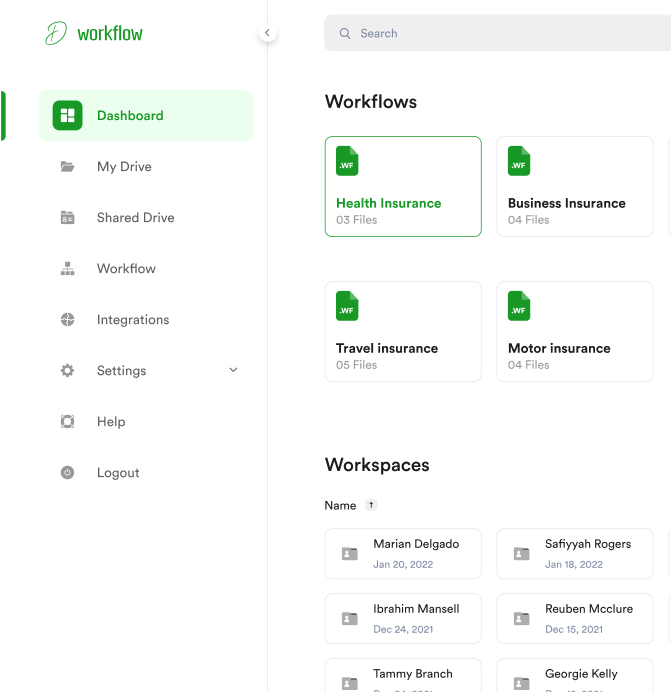 workflow
Dashboard
My Drive
Shared Drive
Workflow
Integrations
Settings
Help
Logout
Search
Workflows
.WF
Health Insurance
03 Files
.WF
Business Insurance
04 Files
.WF
Travel insurance
05 Files
.WF
Motor insurance
04 Files
Workspaces
Name
Marian Delgado
Jan 20, 2022
Safiyyah Rogers
Jan 18, 2022
Ibrahim Mansell
Dec 24, 2021
Reuben Mcclure
Dec 15, 2021
Tammy Branch
Georgie Kelly